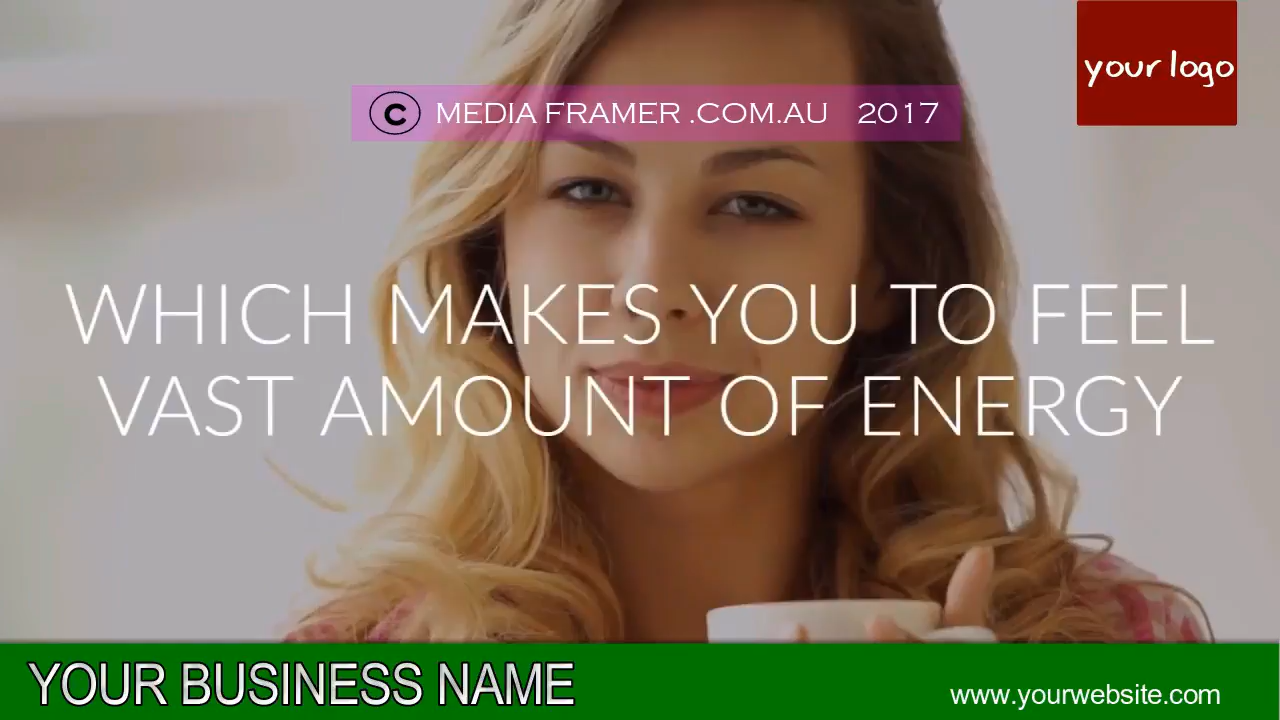 your logo
© MEDIA FRAMER .COM.AU 2017
WHICH MAKES YOU TO FEEL
VAST AMOUNT OF ENERGY
YOUR BUSINESS NAME
www.yourwebsite.com